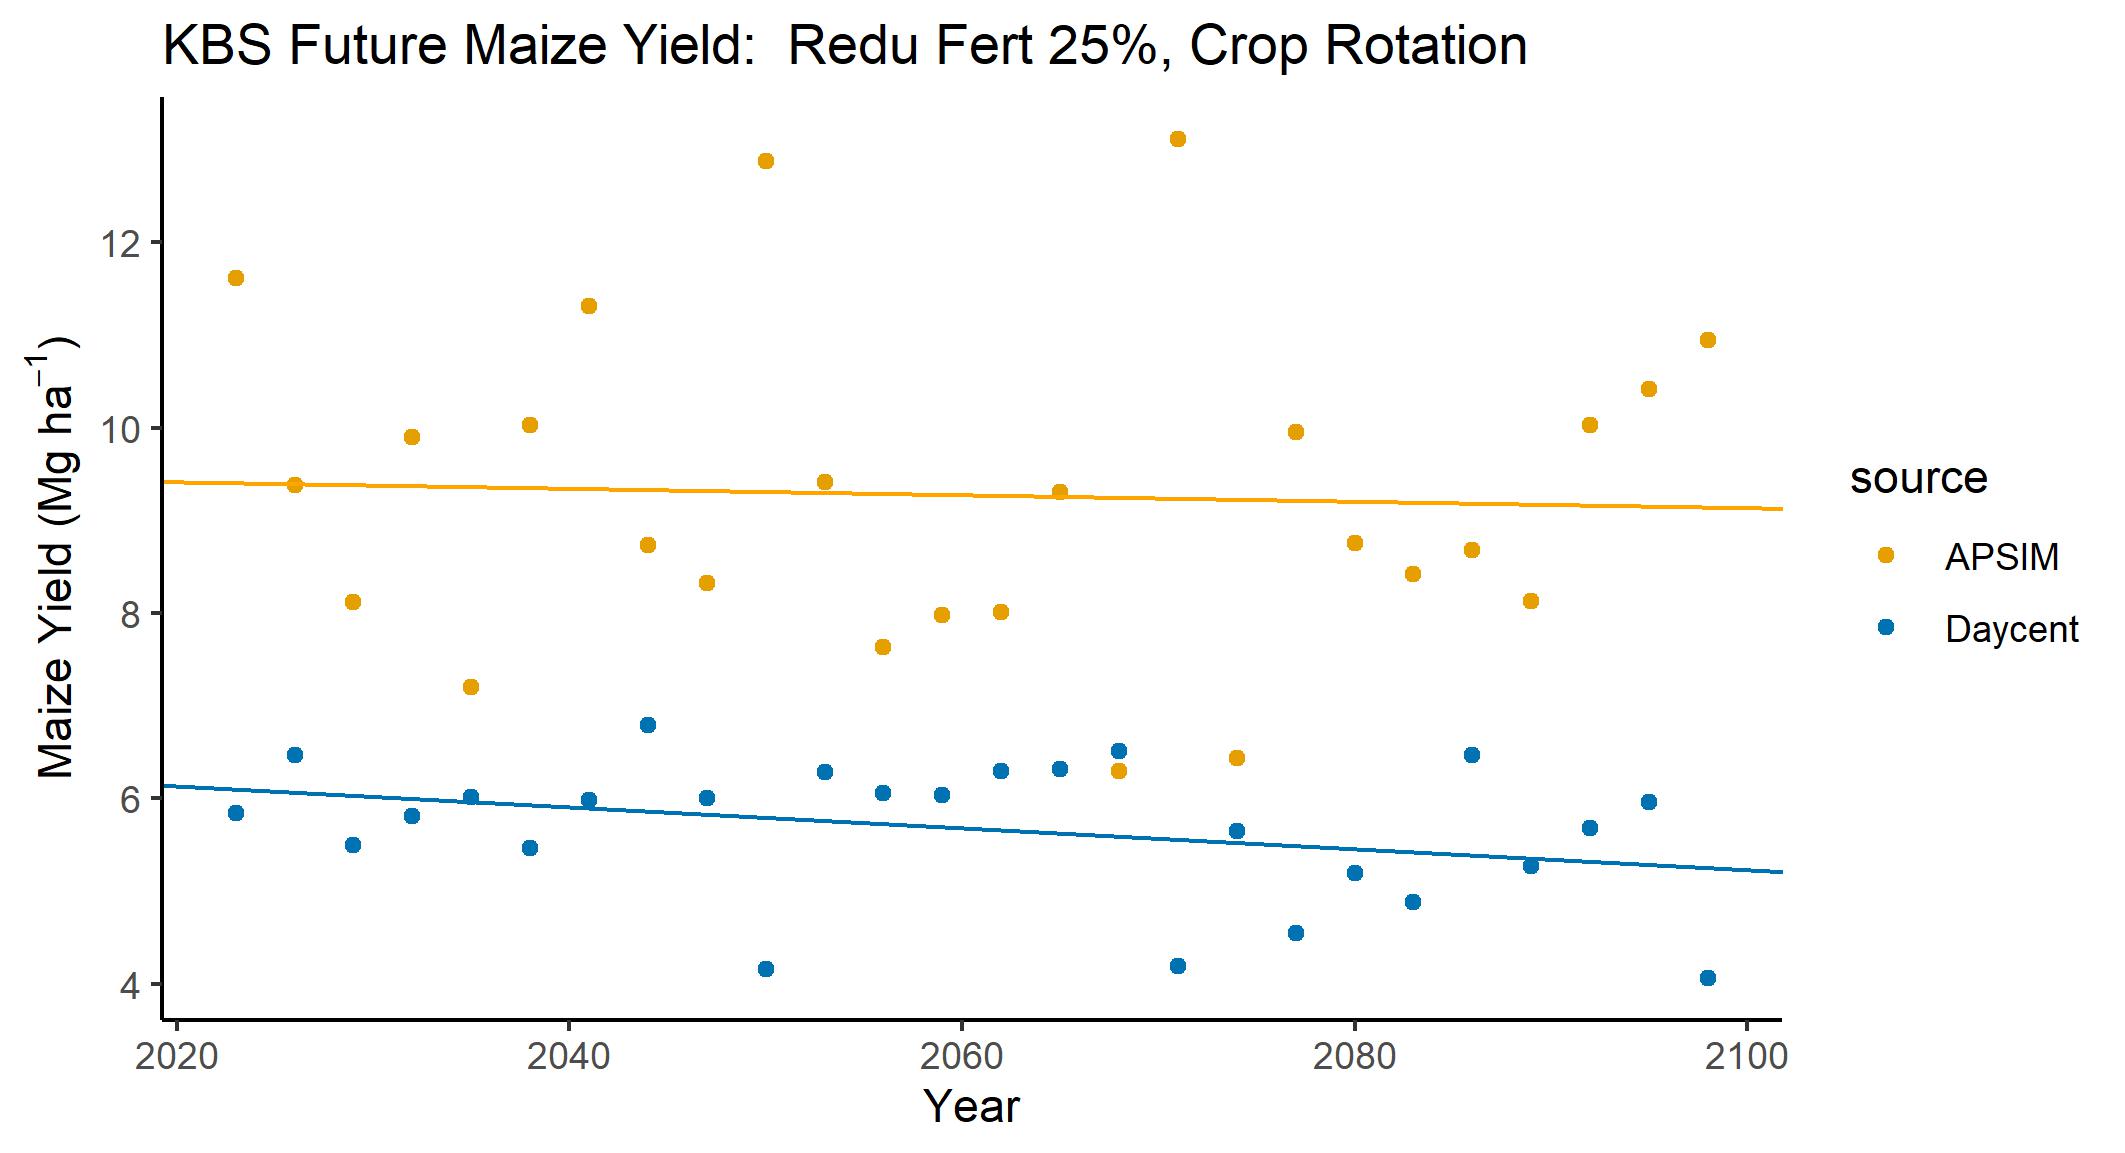 KBS Future Maize Yield:  Redu Fert 25%, Crop Rotation
Maize Yield (Mg ha⁻¹)
12
10
8
6
4
2020 2040 2060 2080 2100
Year
source
APSIM
Daycent